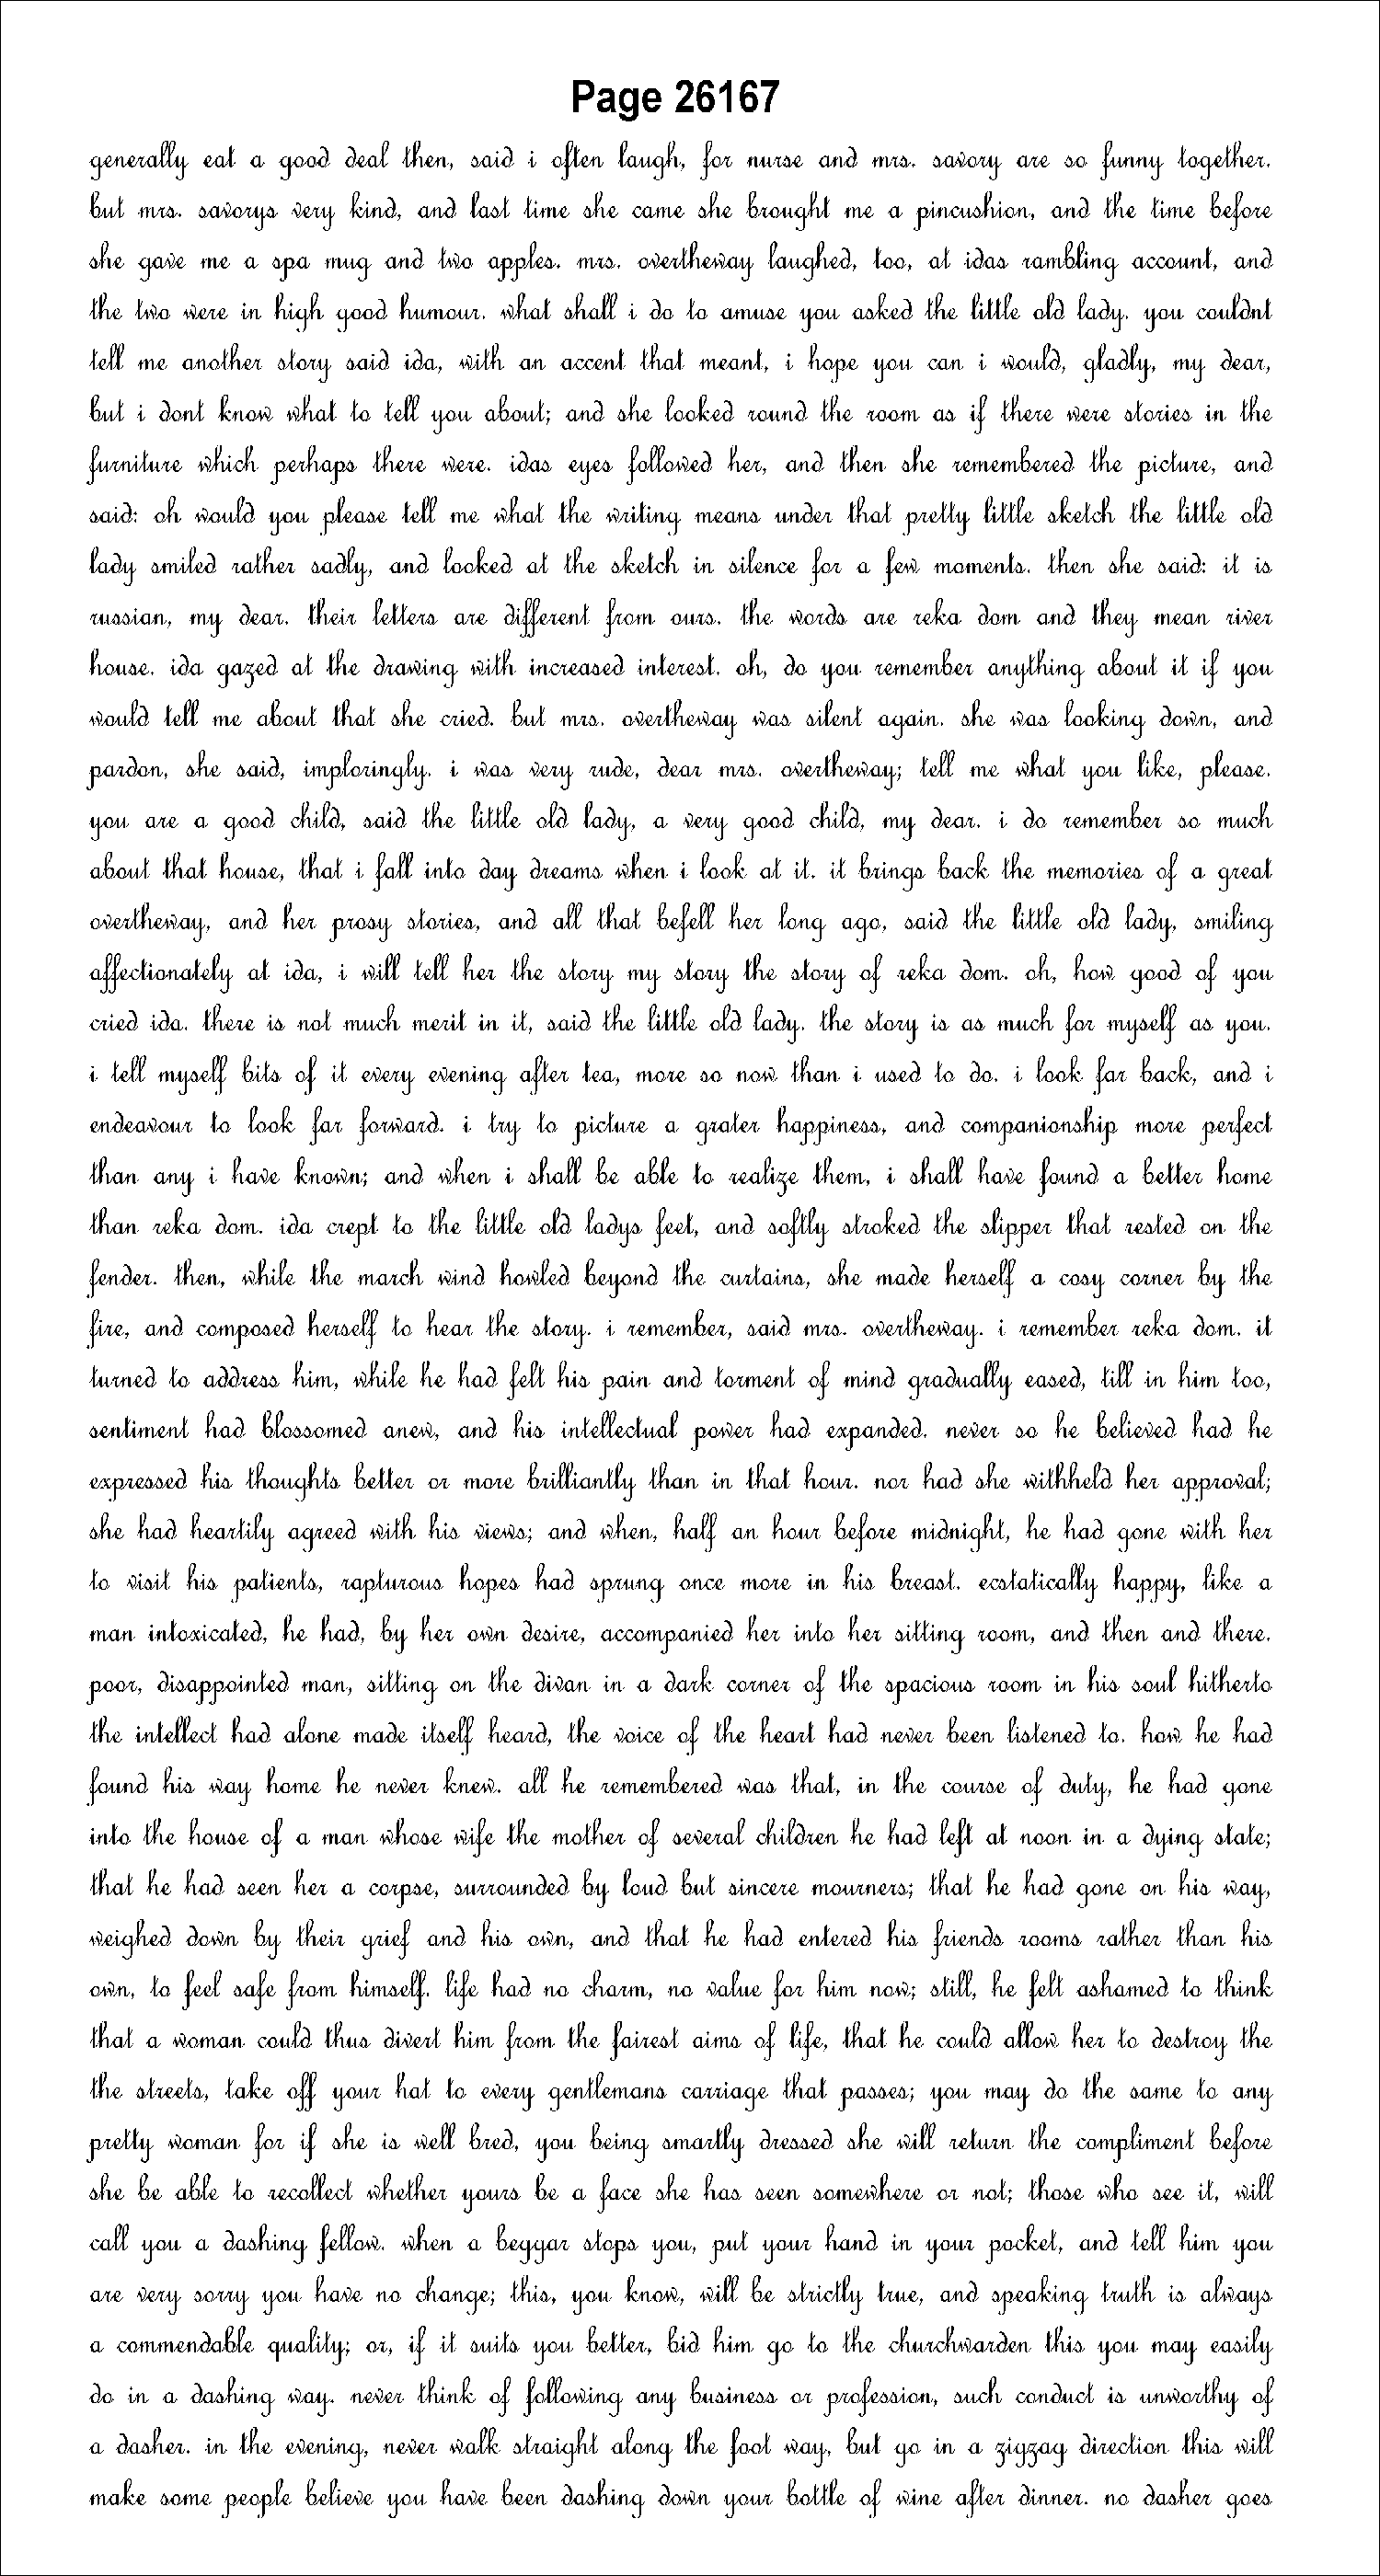 Page 26167
generally eat a good deal then, said i often laugh, for nurse and mrs. savory are so funny together.
but mrs. savorys very kind, and last time she came she brought me a pincushion, and the time before
she gave me a spa mug and two apples. mrs. overtheway laughed, too, at idas rambling account, and
the two were in high good humour. what shall i do to amuse you asked the little old lady. you couldnt
tell me another story said ida, with an accent that meant, i hope you can i would, gladly, my dear,
but i dont know what to tell you about; and she looked round the room as if there were stories in the
furniture which perhaps there were. idas eyes followed her, and then she remembered the picture, and
said: oh would you please tell me what the writing means under that pretty little sketch the little old
lady smiled rather sadly, and looked at the sketch in silence for a few moments. then she said: it is
russian, my dear. their letters are different from ours. the words are reka dom and they mean river
house. ida gazed at the drawing with increased interest. oh, do you remember anything about it if you
would tell me about that she cried. but mrs. overtheway was silent again. she was looking down, and
pardon, she said, imploringly. i was very rude, dear mrs. overtheway; tell me what you like, please.
you are a good child, said the little old lady, a very good child, my dear. i do remember so much
about that house, that i fall into day dreams when i look at it. it brings back the memories of a great
overtheway, and her prosy stories, and all that befell her long ago, said the little old lady, smiling
affectionately at ida, i will tell her the story my story the story of reka dom. oh, how good of you
cried ida. there is not much merit in it, said the little old lady. the story is as much for myself as you.
i tell myself bits of it every evening after tea, more so now than i used to do. i look far back, and i
endeavour to look far forward. i try to picture a grater happiness, and companionship more perfect
than any i have known; and when i shall be able to realize them, i shall have found a better home
than reka dom. ida crept to the little old ladys feet, and softly stroked the slipper that rested on the
fender. then, while the march wind howled beyond the curtains, she made herself a cosy corner by the
fire, and composed herself to hear the story. i remember, said mrs. overtheway. i remember reka dom. it
turned to address him, while he had felt his pain and torment of mind gradually eased, till in him too,
sentiment had blossomed anew, and his intellectual power had expanded. never so he believed had he
expressed his thoughts better or more brilliantly than in that hour. nor had she withheld her approval;
she had heartily agreed with his views; and when, half an hour before midnight, he had gone with her
to visit his patients, rapturous hopes had sprung once more in his breast. ecstatically happy, like a
man intoxicated, he had, by her own desire, accompanied her into her sitting room, and then and there.
poor, disappointed man, sitting on the divan in a dark corner of the spacious room in his soul hitherto
the intellect had alone made itself heard, the voice of the heart had never been listened to. how he had
found his way home he never knew. all he remembered was that, in the course of duty, he had gone
into the house of a man whose wife the mother of several children he had left at noon in a dying state;
that he had seen her a corpse, surrounded by loud but sincere mourners; that he had gone on his way,
weighed down by their grief and his own, and that he had entered his friends rooms rather than his
own, to feel safe from himself. life had no charm, no value for him now; still, he felt ashamed to think
that a woman could thus divert him from the fairest aims of life, that he could allow her to destroy the
the streets, take off your hat to every gentlemans carriage that passes; you may do the same to any
pretty woman for if she is well bred, you being smartly dressed she will return the compliment before
she be able to recollect whether yours be a face she has seen somewhere or not; those who see it, will
call you a dashing fellow. when a beggar stops you, put your hand in your pocket, and tell him you
are very sorry you have no change; this, you know, will be strictly true, and speaking truth is always
a commendable quality; or, if it suits you better, bid him go to the churchwarden this you may easily
do in a dashing way. never think of following any business or profession, such conduct is unworthy of
a dasher. in the evening, never walk straight along the foot way, but go in a zigzag direction this will
make some people believe you have been dashing down your bottle of wine after dinner. no dasher goes